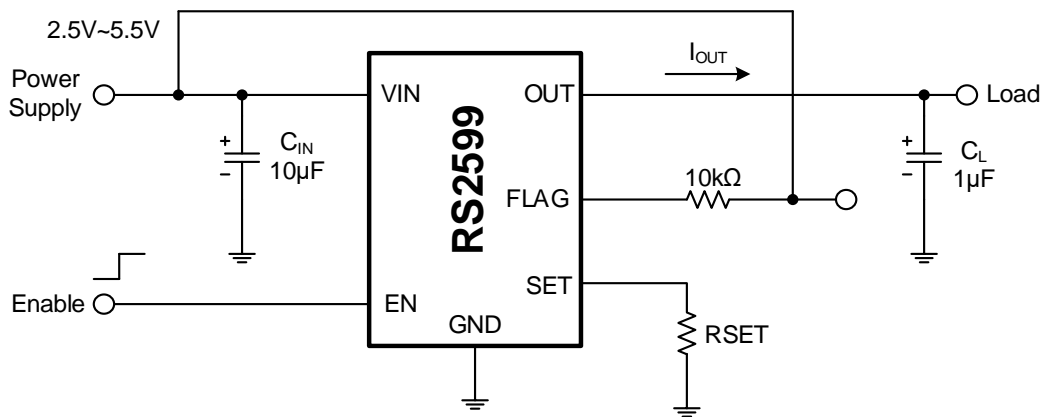 2.5V~5.5V
Power
Supply
VIN
OUT
I_OUT
Load
+
–
C_IN
10μF
RS2599
+
–
C_L
1μF
FLAG
10kΩ
SET
Enable
EN
GND
RSET